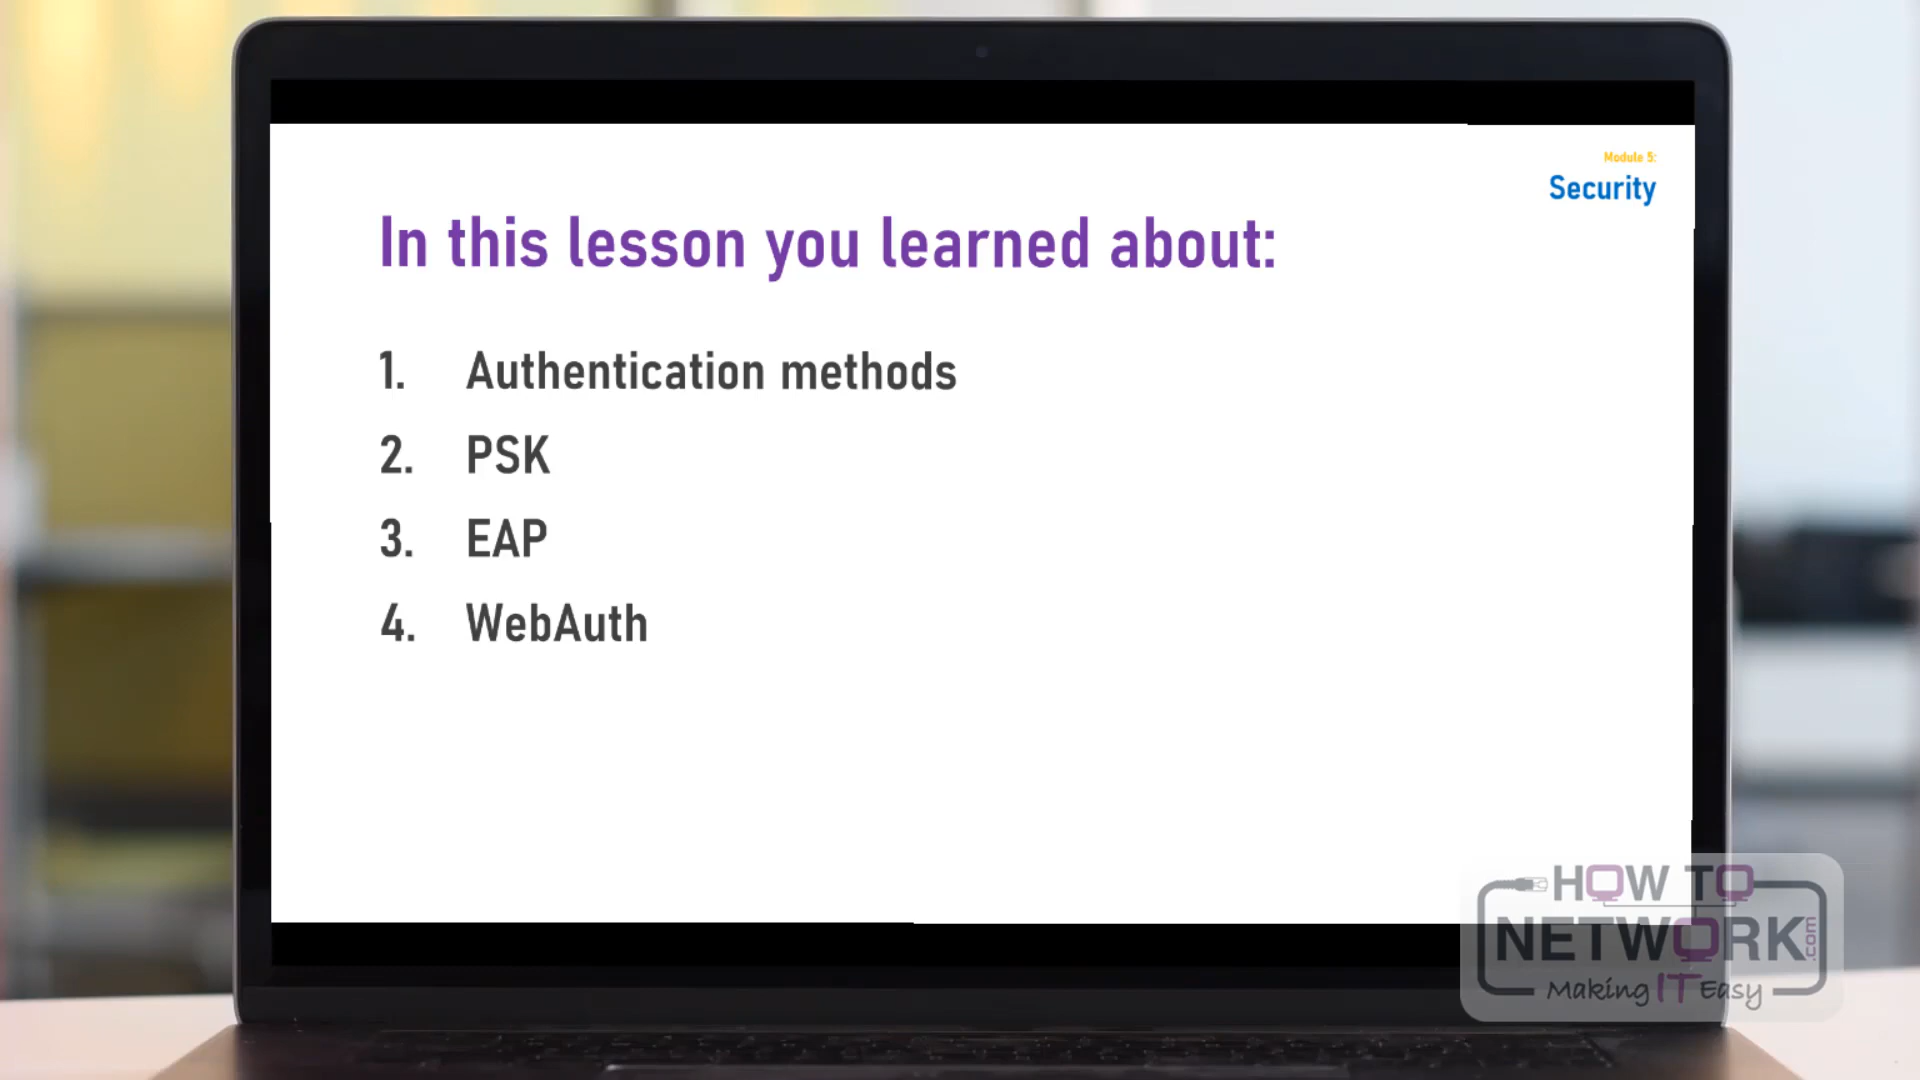 Module 5:
Security
In this lesson you learned about:
1. Authentication methods
2. PSK
3. EAP
4. WebAuth
HOW TO
NETWORK.com
Making IT Easy